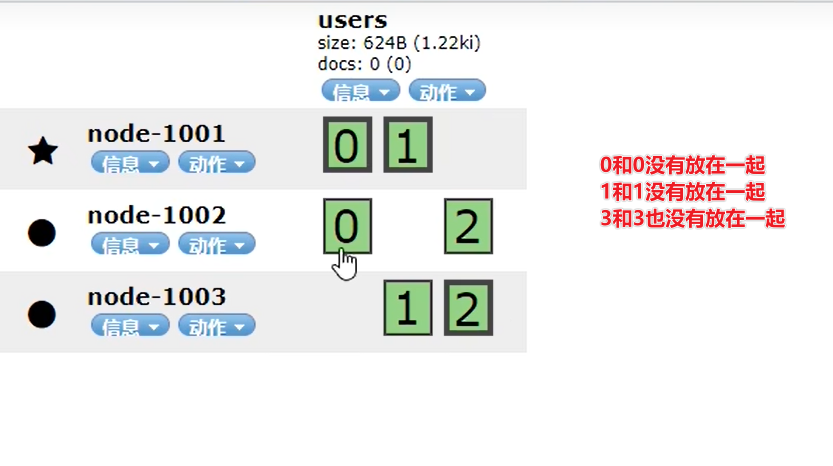 users
size: 624B (1.22ki)
docs: 0 (0)
信息 动作
node-1001
信息 动作
0 1
node-1002
信息 动作
0 2
node-1003
信息 动作
1 2
0和0没有放在一起
1和1没有放在一起
3和3也没有放在一起